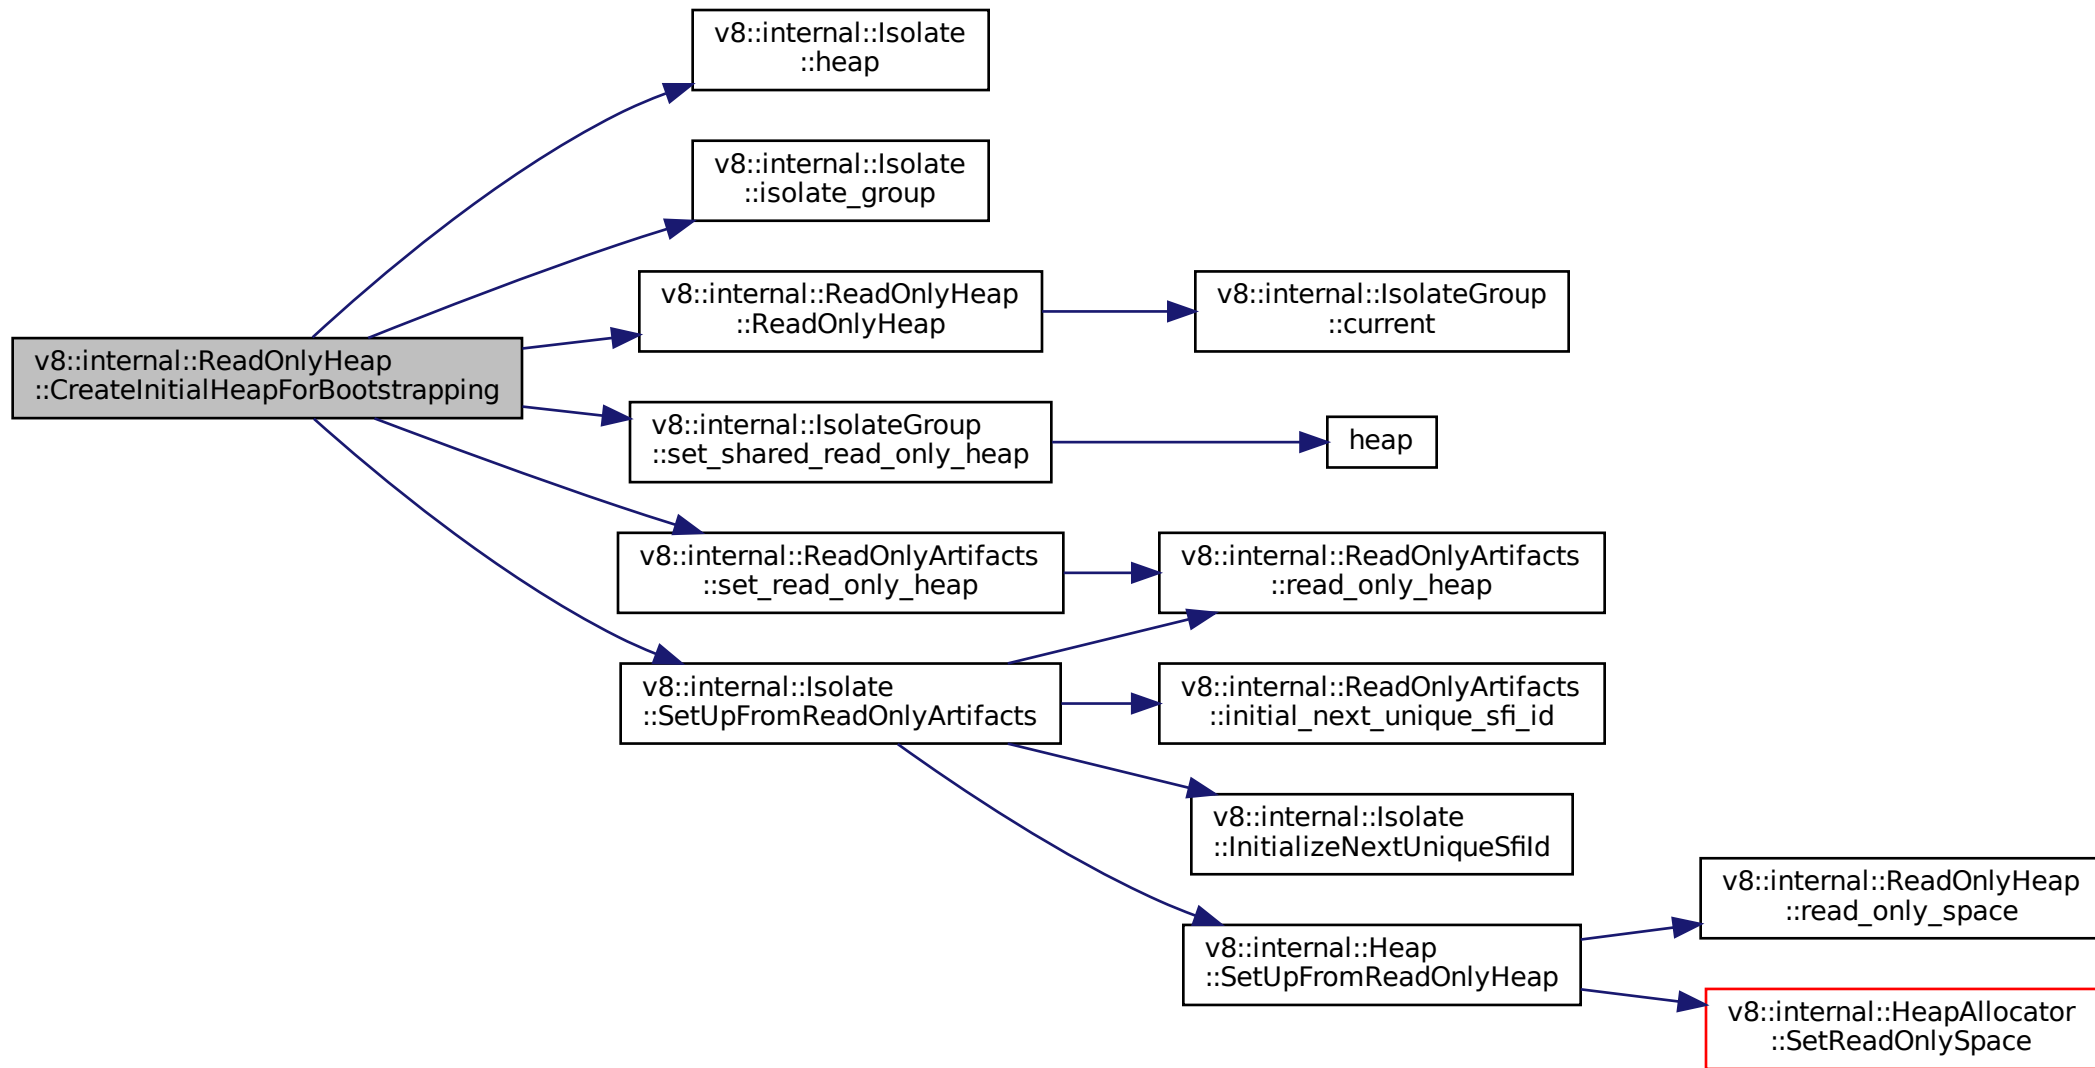 v8::internal::Isolate
::heap
v8::internal::Isolate
::isolate_group
v8::internal::ReadOnlyHeap
::ReadOnlyHeap
v8::internal::IsolateGroup
::current
v8::internal::ReadOnlyHeap
::CreateInitialHeapForBootstrapping
v8::internal::IsolateGroup
::set_shared_read_only_heap
heap
v8::internal::ReadOnlyArtifacts
::set_read_only_heap
v8::internal::ReadOnlyArtifacts
::read_only_heap
v8::internal::Isolate
::SetUpFromReadOnlyArtifacts
v8::internal::ReadOnlyArtifacts
::initial_next_unique_sfi_id
v8::internal::Isolate
::InitializeNextUniqueSfiId
v8::internal::ReadOnlyHeap
::read_only_space
v8::internal::Heap
::SetUpFromReadOnlyHeap
v8::internal::HeapAllocator
::SetReadOnlySpace